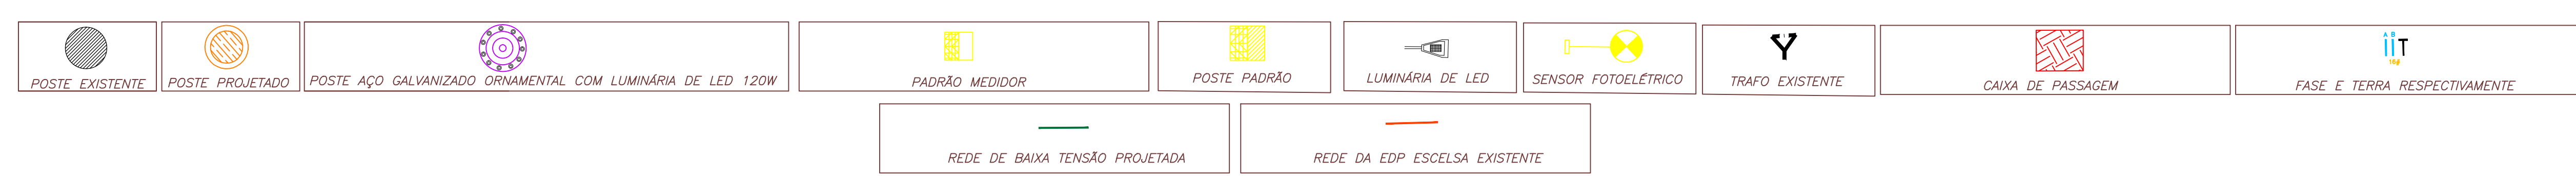 POSTE EXISTENTE
POSTE PROJETADO
POSTE AÇO GALVANIZADO ORNAMENTAL COM LUMINÁRIA DE LED 120W
PADRÃO MEDIDOR
POSTE PADRÃO
LUMINÁRIA DE LED
SENSOR FOTOELÉTRICO
TRAFO EXISTENTE
CAIXA DE PASSAGEM
A B
FASE E TERRA RESPECTIVAMENTE
REDE DE BAIXA TENSÃO PROJETADA
REDE DA EDP ESCELSA EXISTENTE